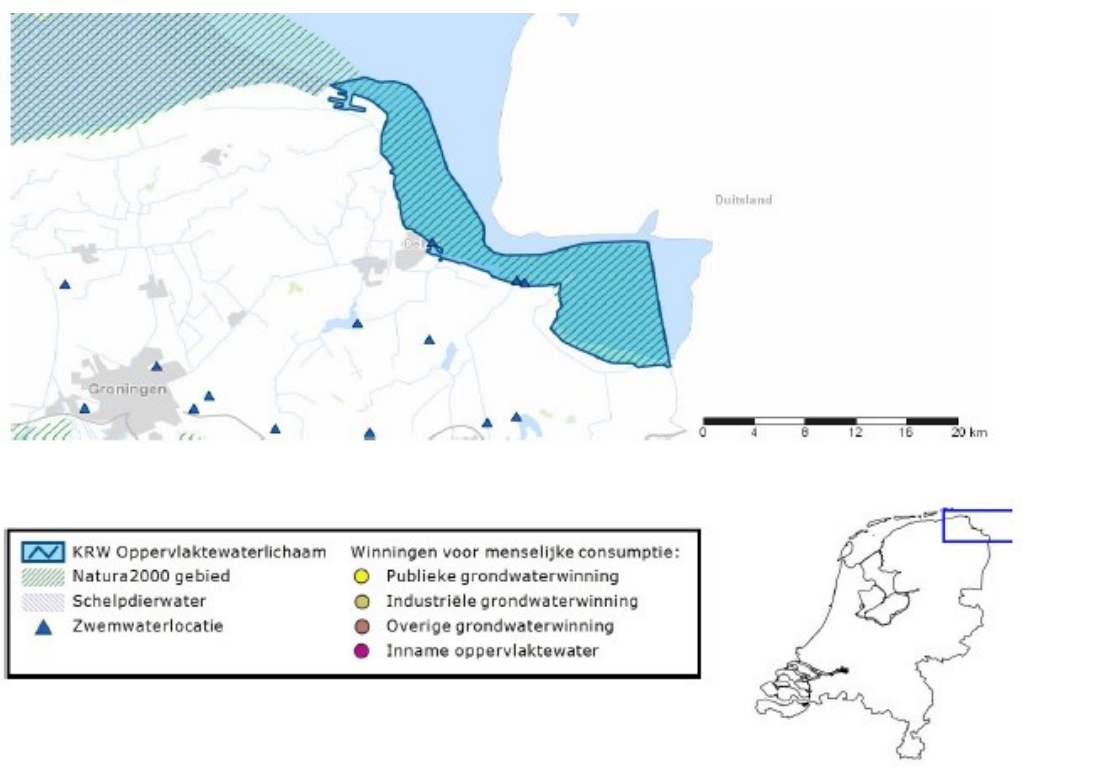 Duitsland
Groningen
0 4 8 12 16 20 km
KRW Oppervlaktewaterlichaam
Natura2000 gebied
Schelpdierwater
Zwemwaterlocatie
Winningen voor menselijke consumptie:
Publieke grondwaterwinning
Industriële grondwaterwinning
Overige grondwaterwinning
Inname oppervlaktewater